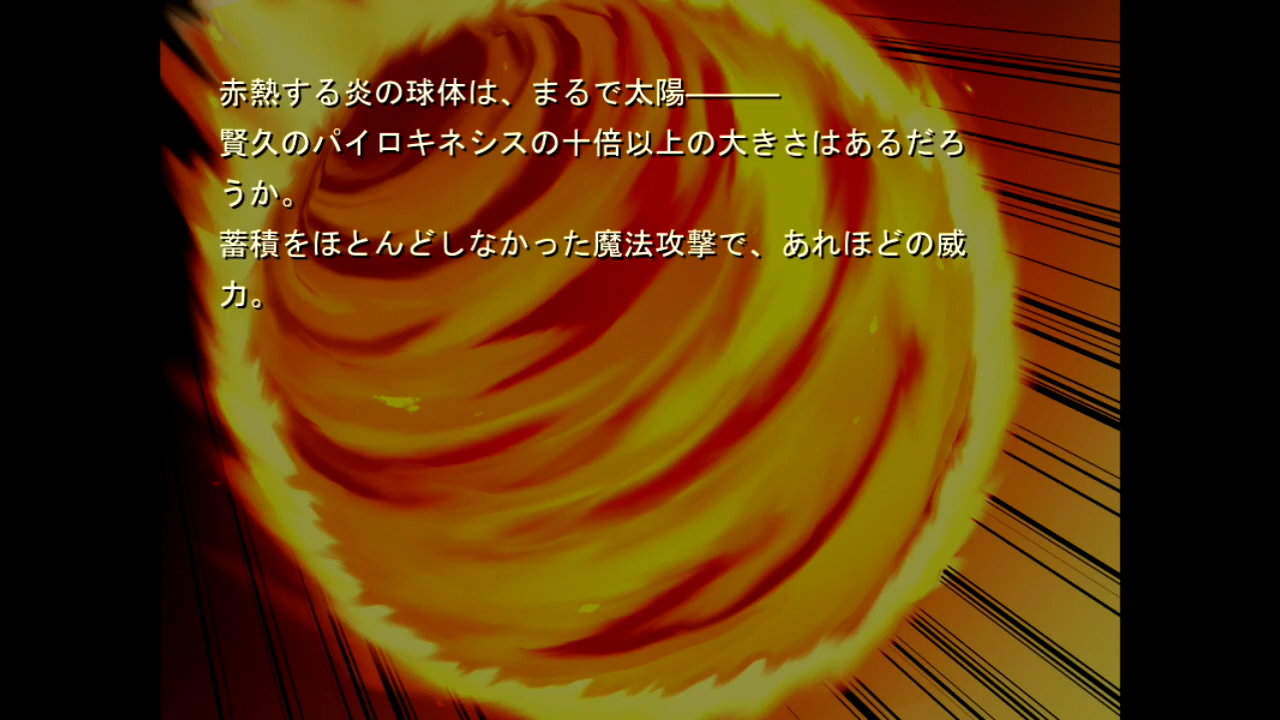 赤熱する炎の球体は、まるで太陽―――
賢久のパイロキネシスの十倍以上の大きさはあるだろ
うか。
蓄積をほとんどしなかった魔法攻撃で、あれほどの威
力。